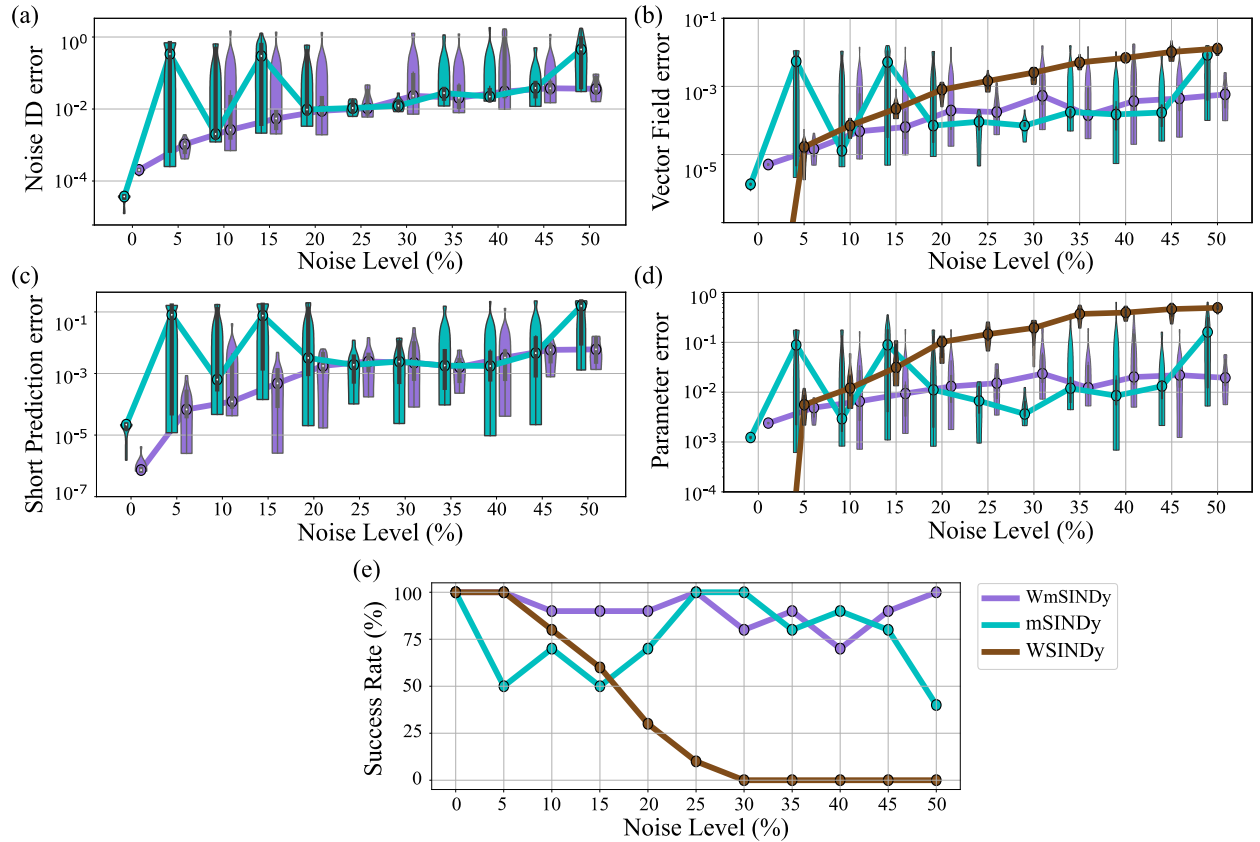 (a)
Noise ID error
10^0
10^-2
10^-4
0 5 10 15 20 25 30 35 40 45 50
Noise Level (%)
(b)
Vector Field error
10^-1
10^-3
10^-5
0 5 10 15 20 25 30 35 40 45 50
Noise Level (%)
(c)
Short Prediction error
10^-1
10^-3
10^-5
10^-7
0 5 10 15 20 25 30 35 40 45 50
Noise Level (%)
(d)
Parameter error
10^0
10^-1
10^-2
10^-3
10^-4
0 5 10 15 20 25 30 35 40 45 50
Noise Level (%)
(e)
Success Rate (%)
100
75
50
25
0
0 5 10 15 20 25 30 35 40 45 50
Noise Level (%)
WmSINDy
mSINDy
WSINDy